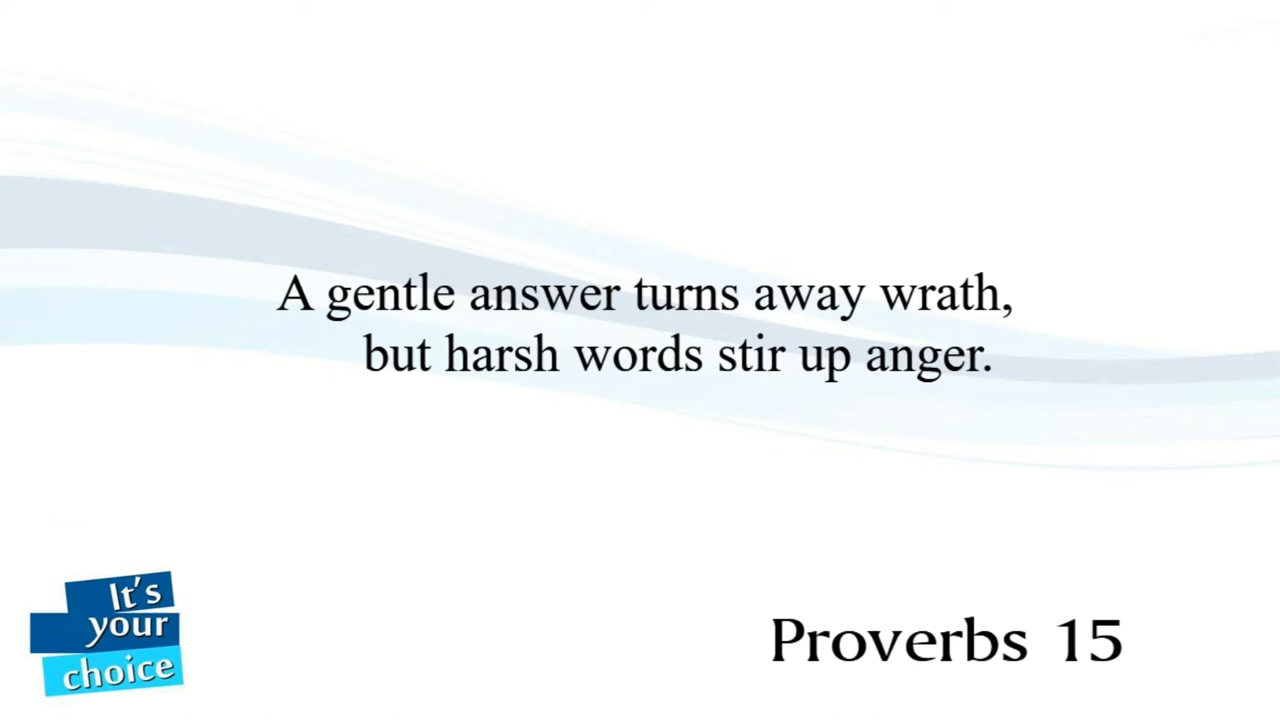 A gentle answer turns away wrath,
but harsh words stir up anger.
It's
your
choice
Proverbs 15